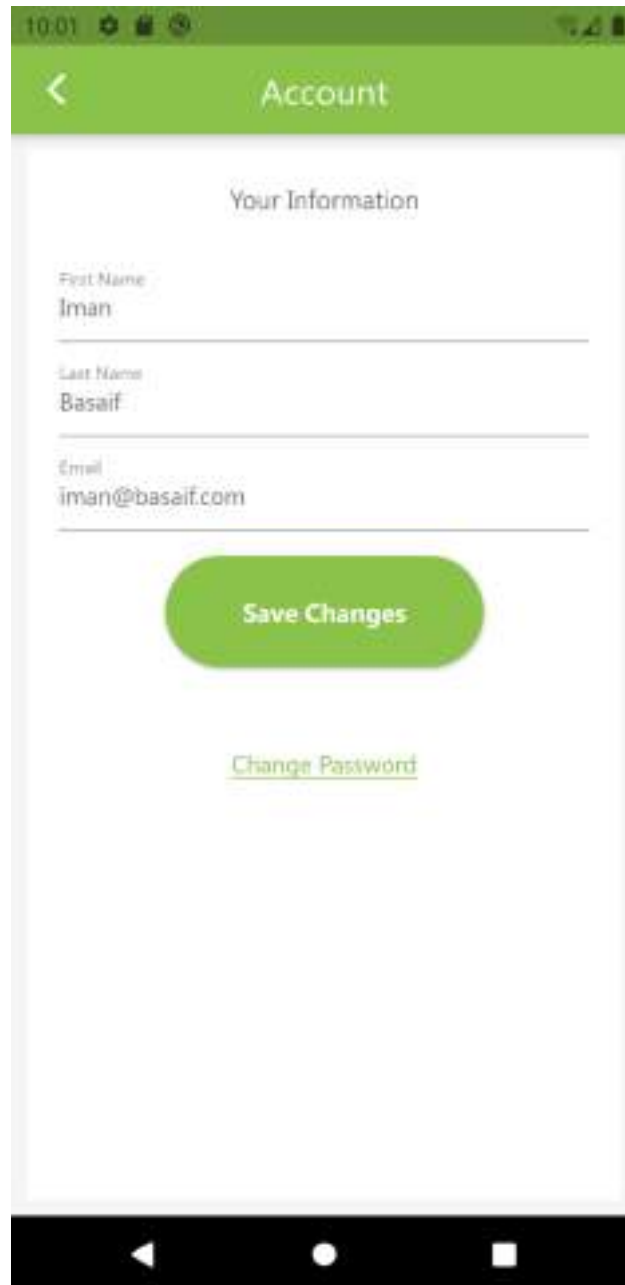 10:01
Account
Your Information
First Name
Iman
Last Name
Basaif
Email
iman@basaif.com
Save Changes
Change Password